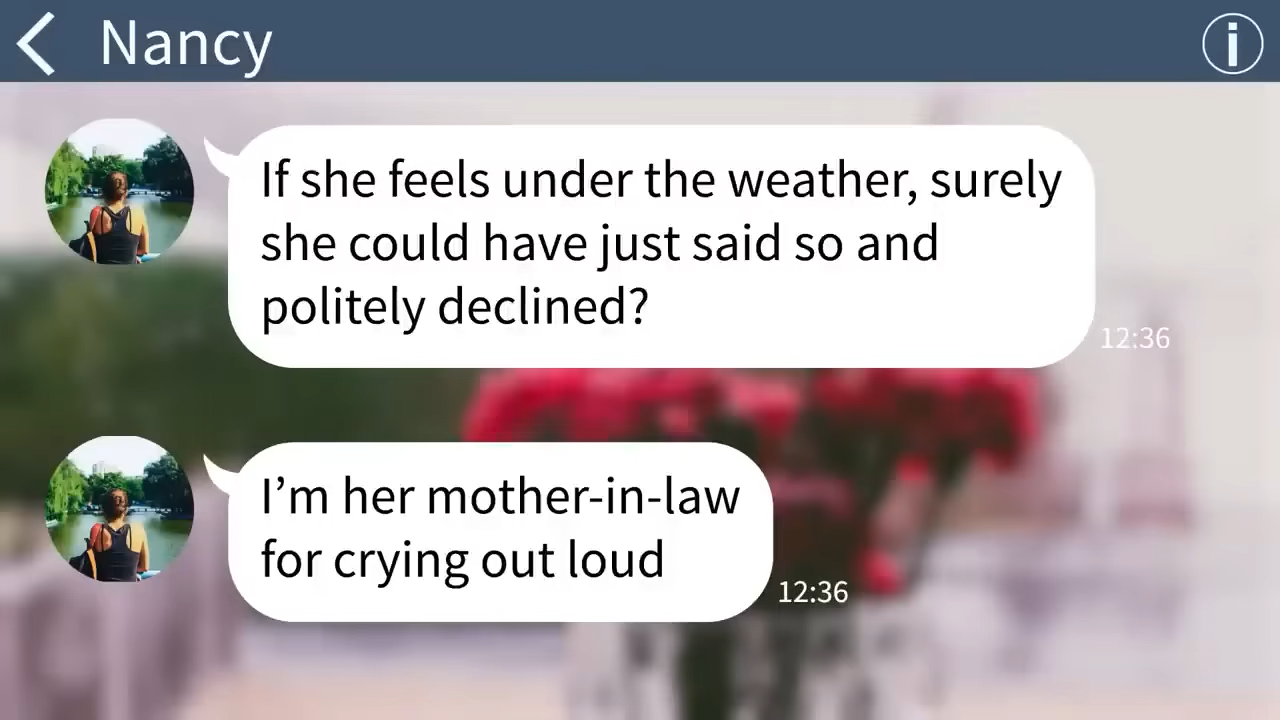 Nancy
If she feels under the weather, surely
she could have just said so and
politely declined?
12:36
I’m her mother-in-law
for crying out loud
12:36